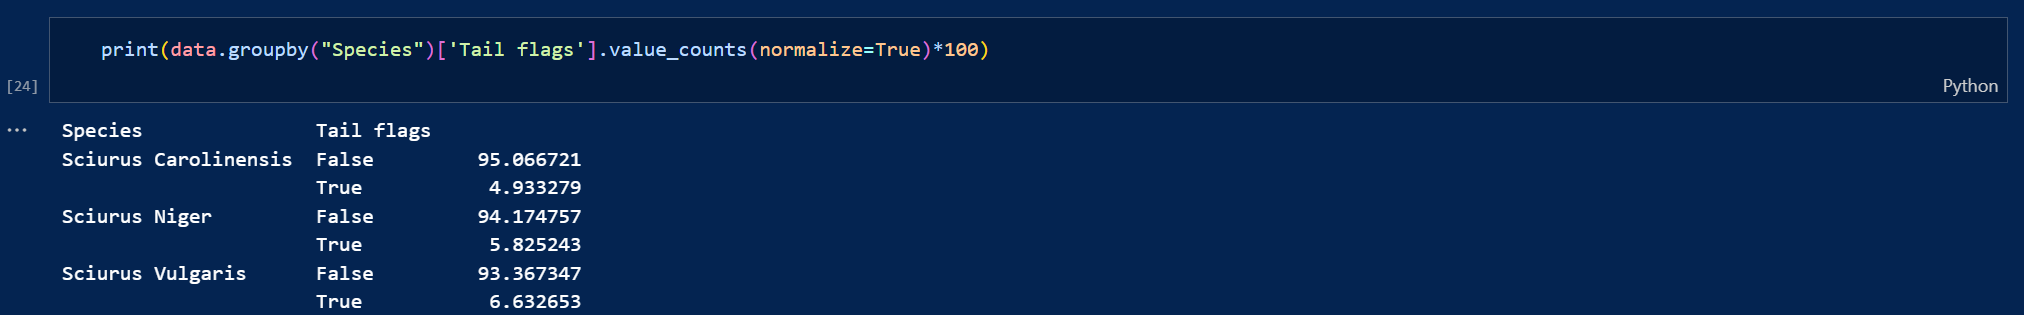 print(data.groupby("Species")['Tail flags'].value_counts(normalize=True)*100)
[24]
Python
... Species Tail flags
Sciurus Carolinensis False 95.066721
True 4.933279
Sciurus Niger False 94.174757
True 5.825243
Sciurus Vulgaris False 93.367347
True 6.632653